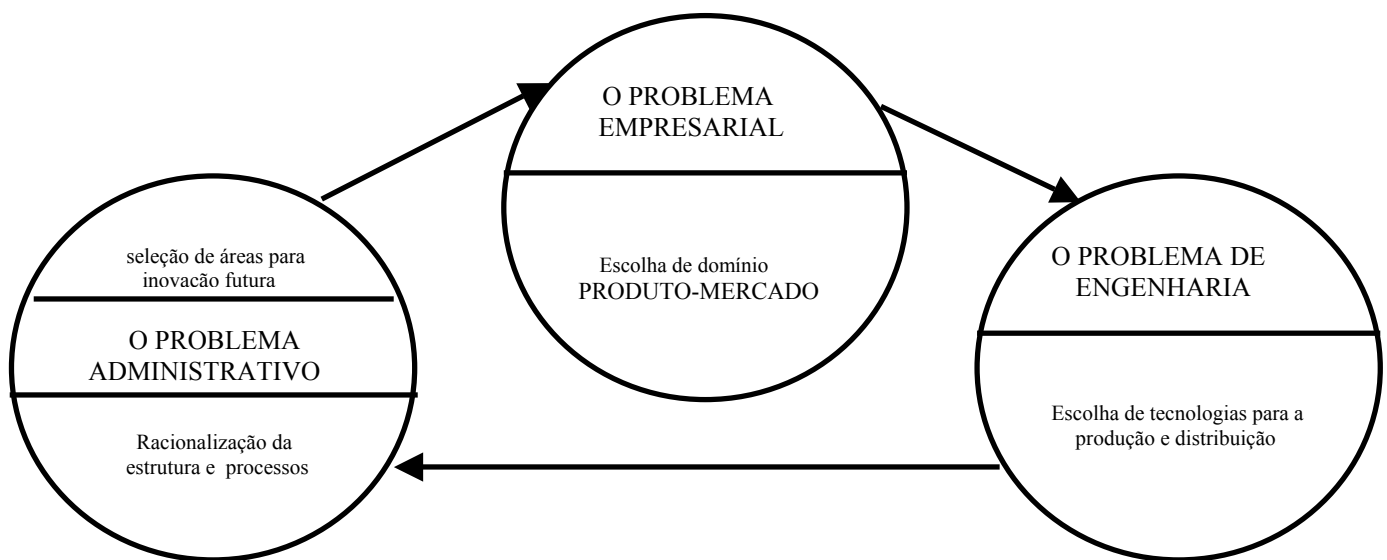 O PROBLEMA
EMPRESARIAL
Escolha de domínio
PRODUTO-MERCADO
seleção de áreas para
inovacão futura
O PROBLEMA
ADMINISTRATIVO
Racionalização da
estrutura e processos
O PROBLEMA DE
ENGENHARIA
Escolha de tecnologias para a
produção e distribuição